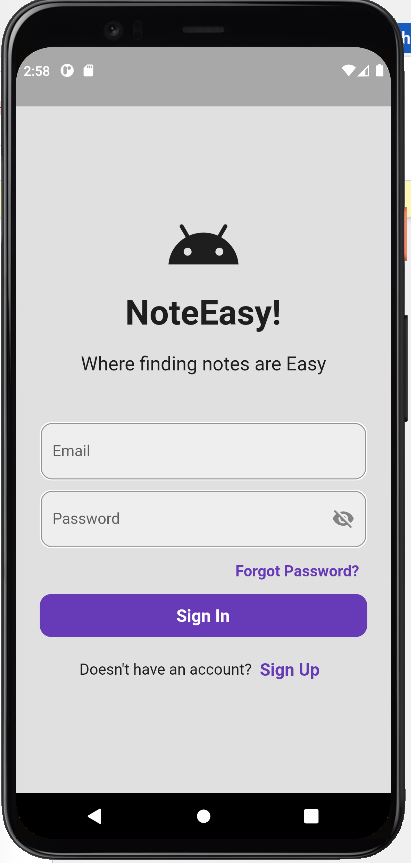 2:58
NoteEasy!
Where finding notes are Easy
Email
Password
Forgot Password?
Sign In
Doesn't have an account? Sign Up